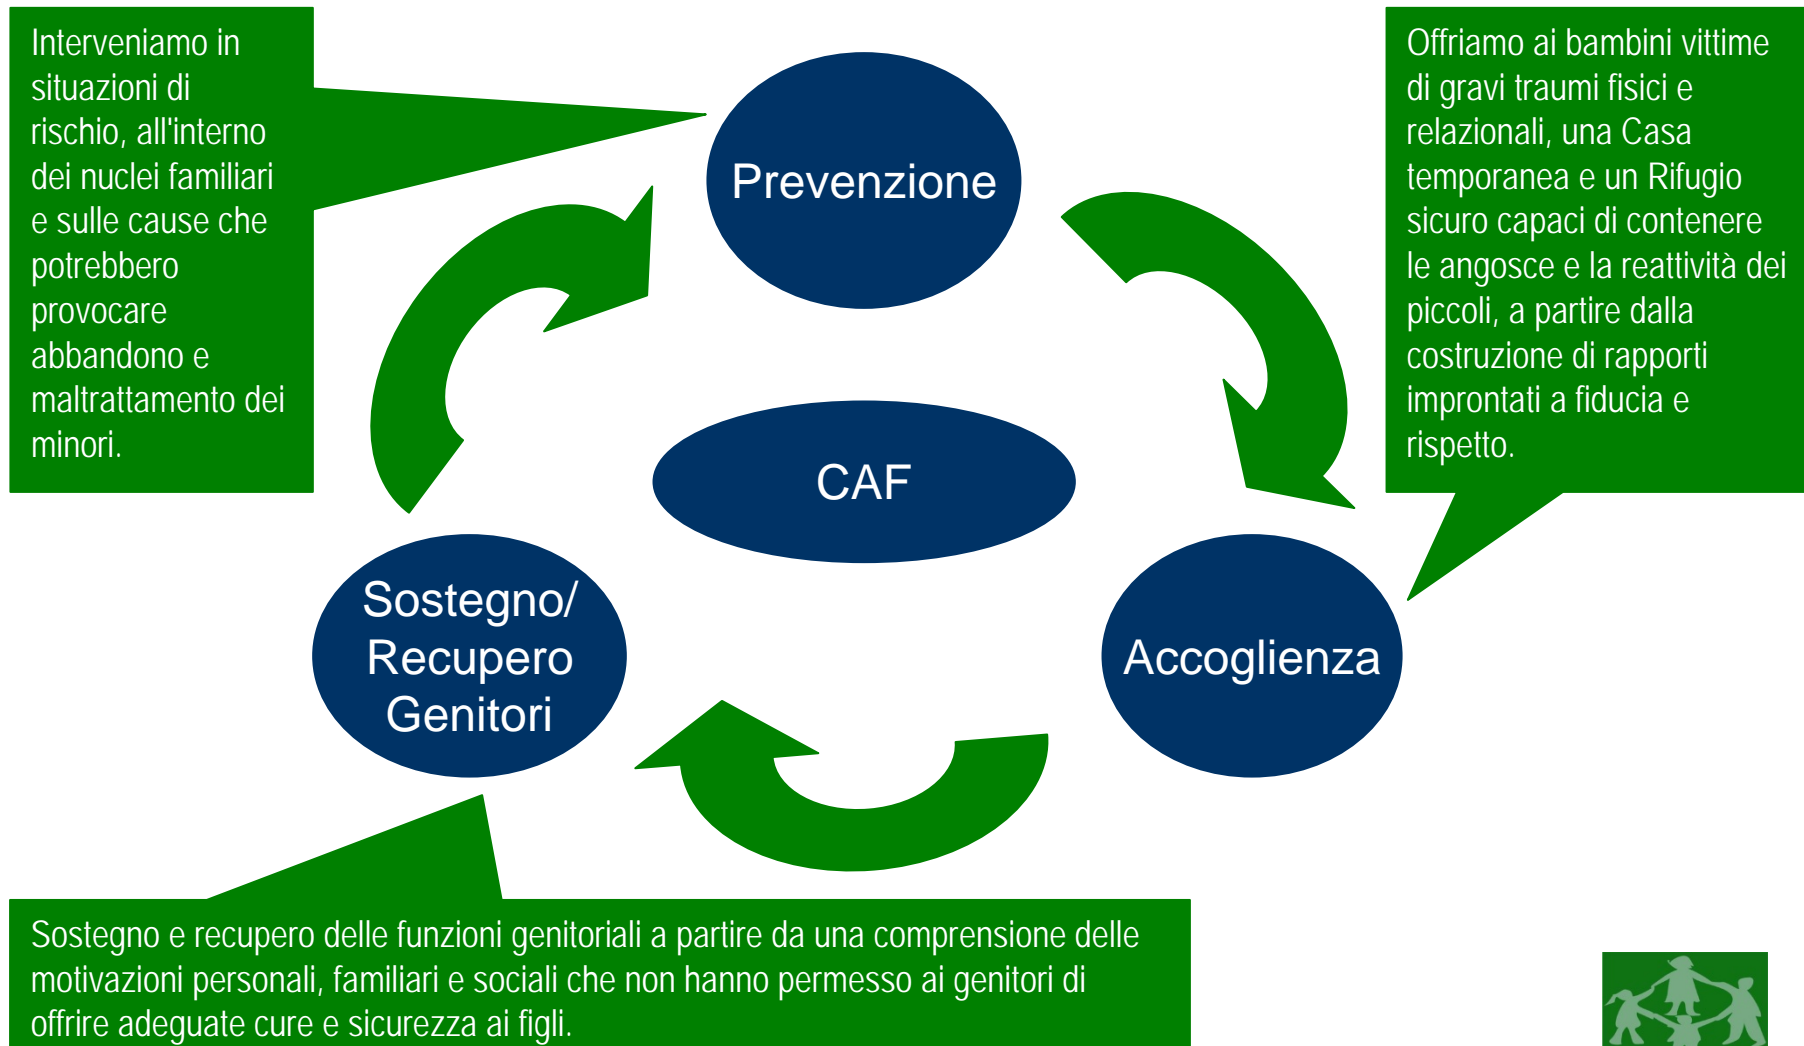 Interveniamo in
situazioni di
rischio, all'interno
dei nuclei familiari
e sulle cause che
potrebbero
provocare
abbandono e
maltrattamento dei
minori.
Prevenzione
Offriamo ai bambini vittime
di gravi traumi fisici e
relazionali, una Casa
temporanea e un Rifugio
sicuro capaci di contenere
le angosce e la reattività dei
piccoli, a partire dalla
costruzione di rapporti
improntati a fiducia e
rispetto.
CAF
Sostegno/
Recupero
Genitori
Accoglienza
Sostegno e recupero delle funzioni genitoriali a partire da una comprensione delle
motivazioni personali, familiari e sociali che non hanno permesso ai genitori di
offrire adeguate cure e sicurezza ai figli.